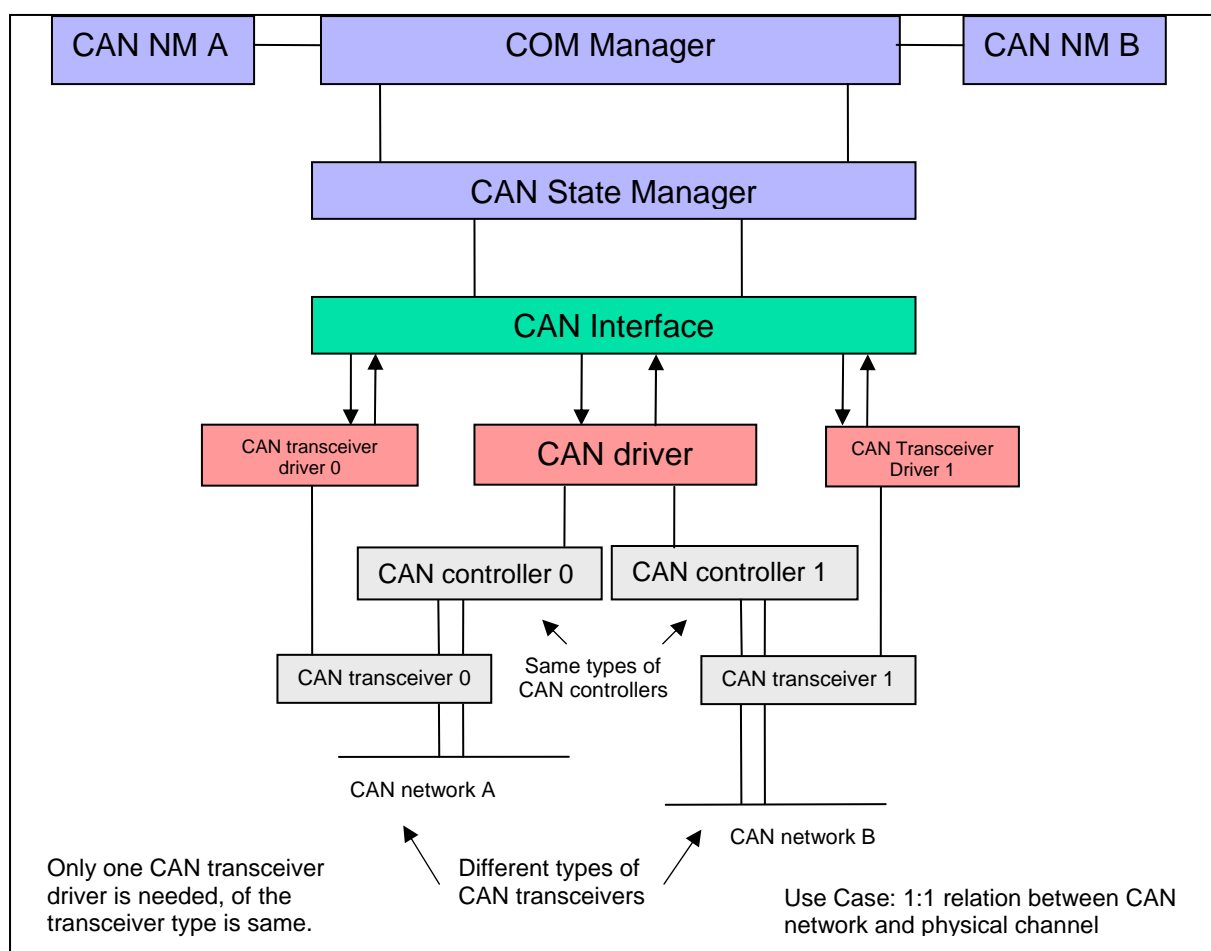 CAN NM A
COM Manager
CAN NM B
CAN State Manager
CAN Interface
CAN transceiver
driver 0
CAN driver
CAN Transceiver
Driver 1
CAN controller 0
CAN controller 1
Same types of
CAN controllers
CAN transceiver 0
CAN transceiver 1
CAN network A
CAN network B
Only one CAN transceiver
driver is needed, of the
transceiver type is same.
Different types of
CAN transceivers
Use Case: 1:1 relation between CAN
network and physical channel